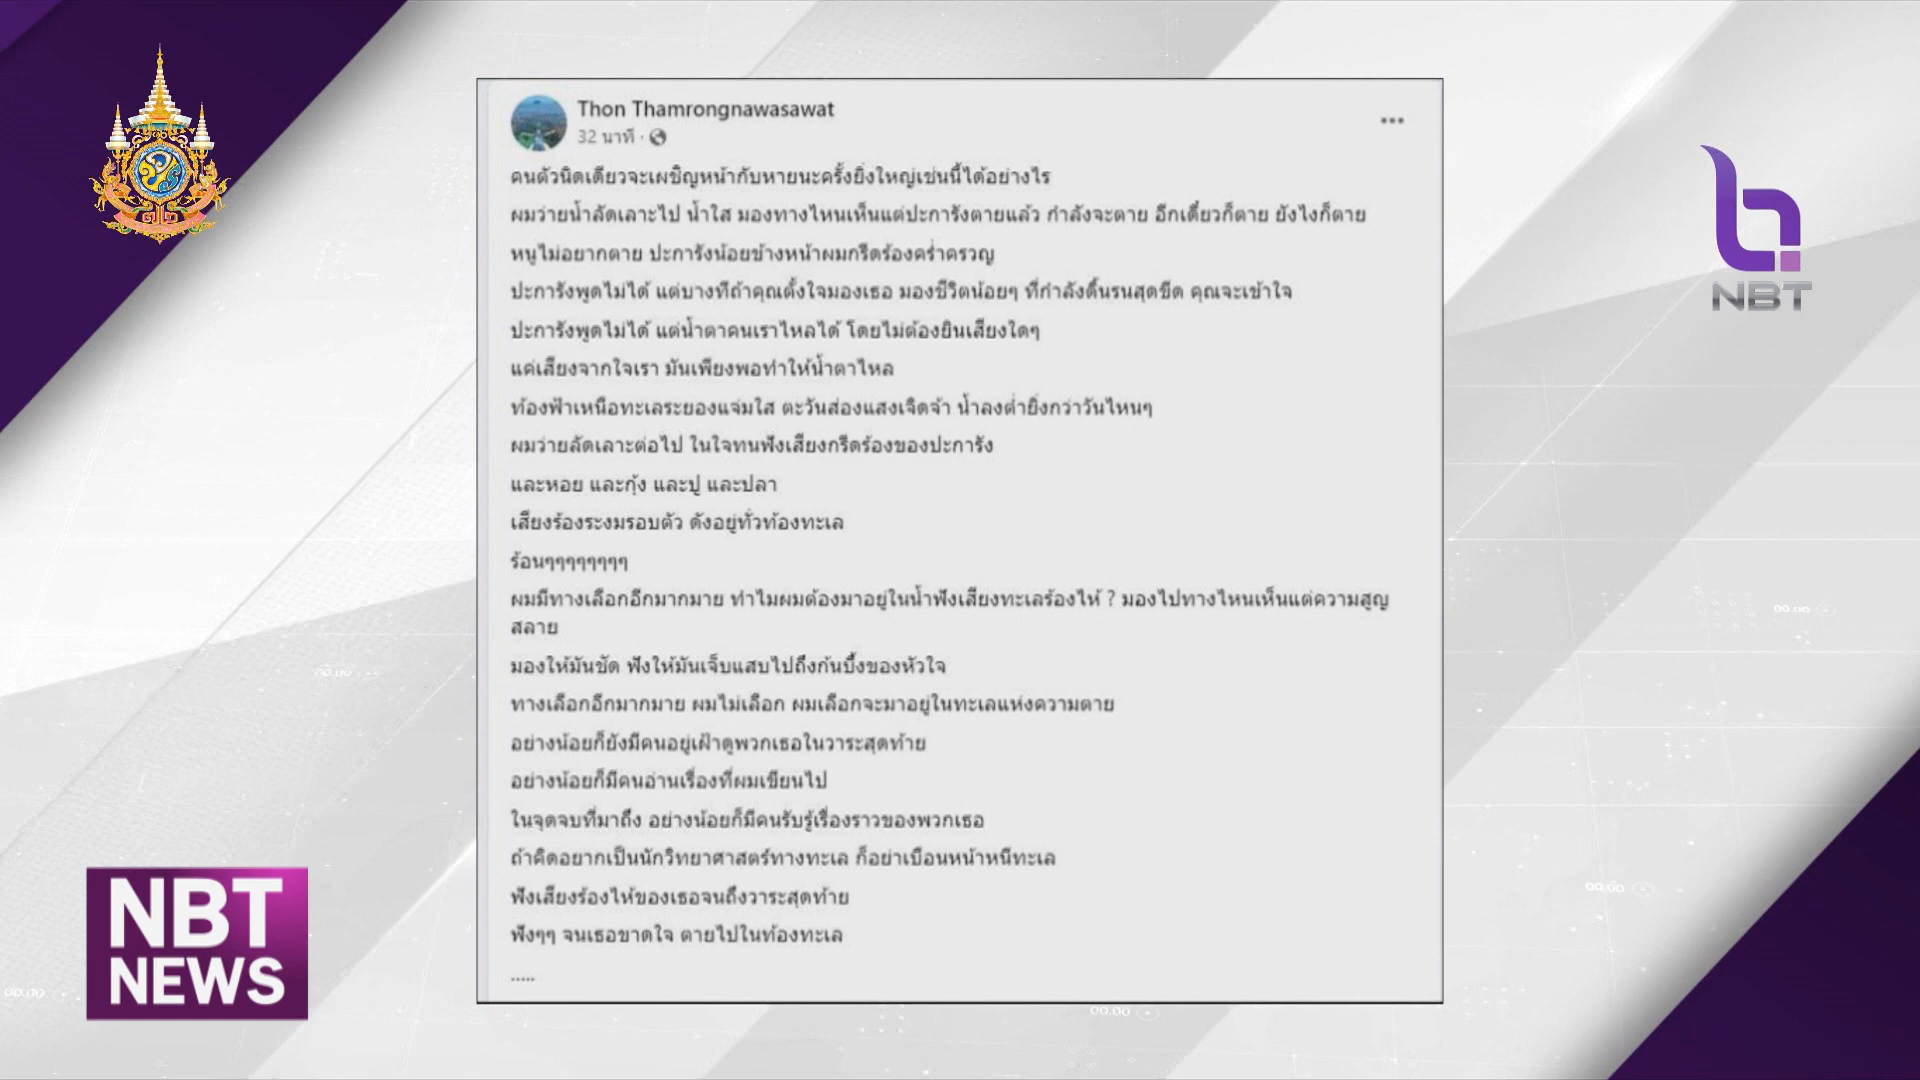 Thon Thamrongnawasawat
32 นาที ·
คนตัวนิดเดียวจะเผชิญหน้ากับหายนะครั้งยิ่งใหญ่เช่นนี้ได้อย่างไร
ผมว่ายน้ำลัดเลาะไป น้ำใส มองทางไหนเห็นแต่ปะการังตายแล้ว กำลังจะตาย อีกเดี๋ยวก็ตาย ยังไงก็ตาย
หนูไม่อยากตาย ปะการังน้อยข้างหน้าผมกรีดร้องคร่ำครวญ
ปะการังพูดไม่ได้ แต่บางทีถ้าคุณตั้งใจมองเธอ มองชีวิตน้อยๆ ที่กำลังดิ้นรนสุดขีด คุณจะเข้าใจ
ปะการังพูดไม่ได้ แต่น้ำตาคนเราไหลได้ โดยไม่ต้องยินเสียงใดๆ
แค่เสียงจากใจเรา มันเพียงพอทำให้น้ำตาไหล
ท้องฟ้าเหนือทะเลระยองแจ่มใส ตะวันส่องแสงเจิดจ้า น้ำลงต่ำยิ่งกว่าวันไหนๆ
ผมว่ายลัดเลาะต่อไป ในใจทนฟังเสียงกรีดร้องของปะการัง
และหอย และกุ้ง และปู และปลา
เสียงร้องระงมรอบตัว ดังอยู่ทั่วท้องทะเล
ร้อนๆๆๆๆๆๆๆๆ
ผมมีทางเลือกอีกมากมาย ทำไมผมต้องมาอยู่ในน้ำฟังเสียงทะเลร้องไห้ ? มองไปทางไหนเห็นแต่ความสูญ
สลาย
มองให้มันชัด ฟังให้มันเจ็บแสบไปถึงก้นบึ้งของหัวใจ
ทางเลือกอีกมากมาย ผมไม่เลือก ผมเลือกจะมาอยู่ในทะเลแห่งความตาย
อย่างน้อยก็ยังมีคนอยู่เฝ้าดูพวกเธอในวาระสุดท้าย
อย่างน้อยก็มีคนอ่านเรื่องที่ผมเขียนไป
ในจุดจบที่มาถึง อย่างน้อยก็มีคนรับรู้เรื่องราวของพวกเธอ
ถ้าคิดอยากเป็นนักวิทยาศาสตร์ทางทะเล ก็อย่าเบือนหน้าหนีทะเล
ฟังเสียงร้องไห้ของเธอจนถึงวาระสุดท้าย
ฟังๆๆ จนเธอขาดใจ ตายไปในท้องทะเล
.....
NBT
NBT
NEWS
๗๒
00.00
00.00
00.00